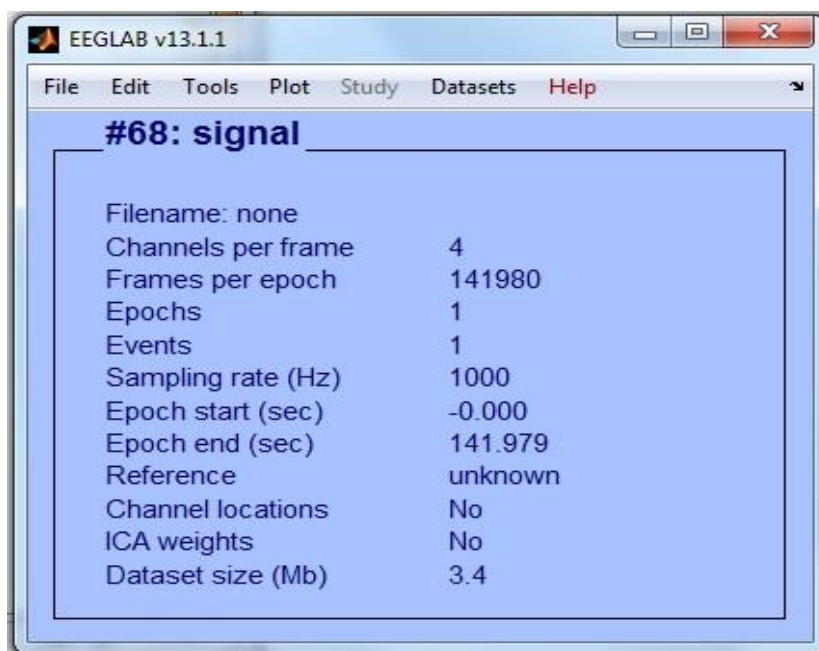 EEGLAB v13.1.1
File Edit Tools Plot Study Datasets Help
#68: signal
Filename: none
Channels per frame 4
Frames per epoch 141980
Epochs 1
Events 1
Sampling rate (Hz) 1000
Epoch start (sec) -0.000
Epoch end (sec) 141.979
Reference unknown
Channel locations No
ICA weights No
Dataset size (Mb) 3.4